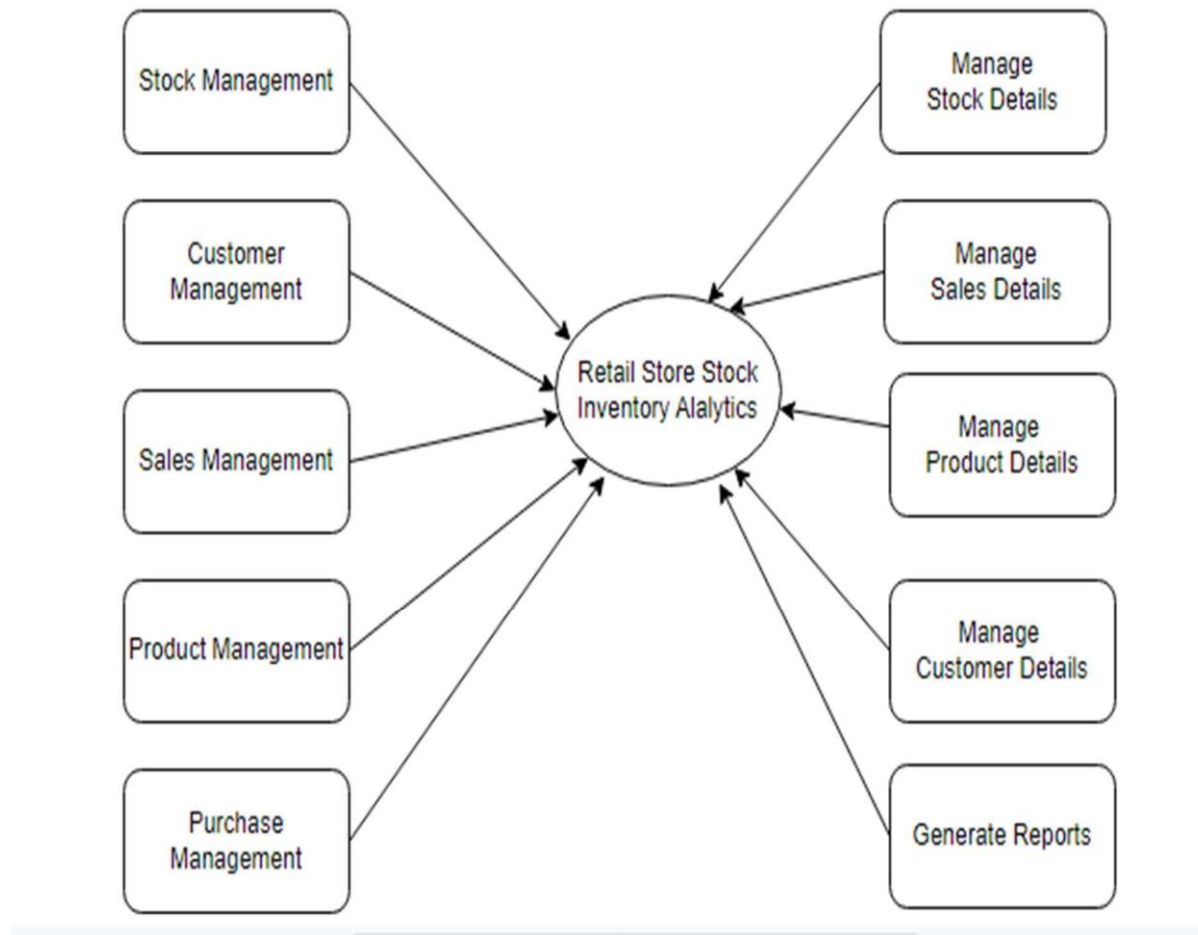 Stock Management
Customer
Management
Sales Management
Product Management
Purchase
Management
Retail Store Stock
Inventory Alalytics
Manage
Stock Details
Manage
Sales Details
Manage
Product Details
Manage
Customer Details
Generate Reports